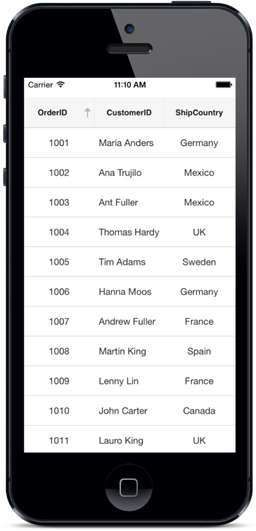 Carrier 11:10 AM
OrderID CustomerID ShipCountry
1001 Maria Anders Germany
1002 Ana Trujilo Mexico
1003 Ant Fuller Mexico
1004 Thomas Hardy UK
1005 Tim Adams Sweden
1006 Hanna Moos Germany
1007 Andrew Fuller France
1008 Martin King Spain
1009 Lenny Lin France
1010 John Carter Canada
1011 Lauro King UK